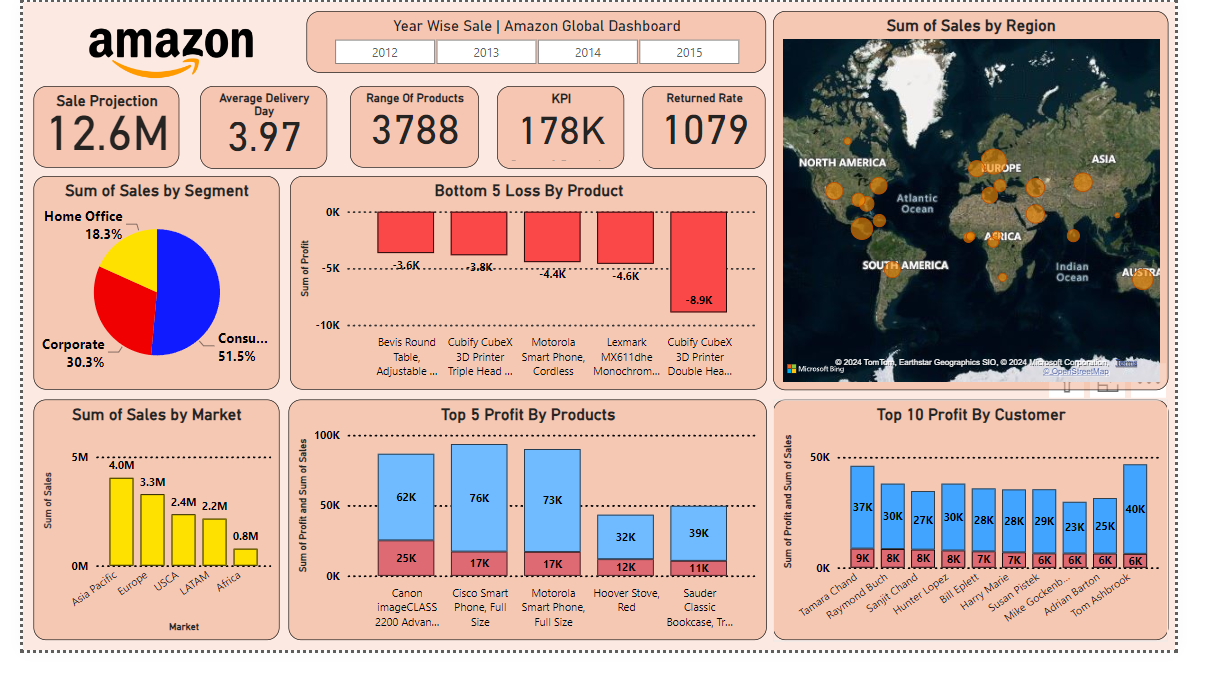 amazon
Year Wise Sale | Amazon Global Dashboard
2012
2013
2014
2015
Sale Projection
12.6M
Average Delivery
Day
3.97
Range Of Products
3788
KPI
178K
Returned Rate
1079
Sum of Sales by Region
NORTH AMERICA
EUROPE
ASIA
Atlantic
Ocean
AFRICA
SOUTH AMERICA
Indian
Ocean
AUSTRA
Microsoft Bing
© 2024 TomTom, Earthstar Geographics SIO, © 2024 Microsoft Corporation, Terms
© OpenStreetMap
Sum of Sales by Segment
Home Office
18.3%
Corporate
30.3%
Consu...
51.5%
Bottom 5 Loss By Product
Sum of Profit
0K
-5K
-10K
-3.6K
-3.8K
-4.4K
-4.6K
-8.9K
Bevis Round
Table,
Adjustable ...
Cubify CubeX
3D Printer
Triple Head ...
Motorola
Smart Phone,
Cordless
Lexmark
MX611dhe
Monochrom...
Cubify CubeX
3D Printer
Double Hea...
Sum of Sales by Market
Sum of Sales
5M
0M
4.0M
3.3M
2.4M
2.2M
0.8M
Asia Pacific
Europe
USCA
LATAM
Africa
Market
Top 5 Profit By Products
Sum of Profit and Sum of Sales
100K
50K
0K
62K
76K
73K
32K
39K
25K
17K
17K
12K
11K
Canon
imageCLASS
2200 Advan...
Cisco Smart
Phone, Full
Size
Motorola
Smart Phone,
Full Size
Hoover Stove,
Red
Sauder
Classic
Bookcase, Tr...
Top 10 Profit By Customer
Sum of Profit and Sum of Sales
50K
0K
37K
30K
27K
30K
28K
28K
29K
23K
25K
40K
9K
8K
8K
8K
7K
7K
6K
6K
6K
6K
Tamara Chand
Raymond Buch
Sanjit Chand
Hunter Lopez
Bill Eplett
Harry Marie
Susan Pistek
Mike Gockenb...
Adrian Barton
Tom Ashbrook